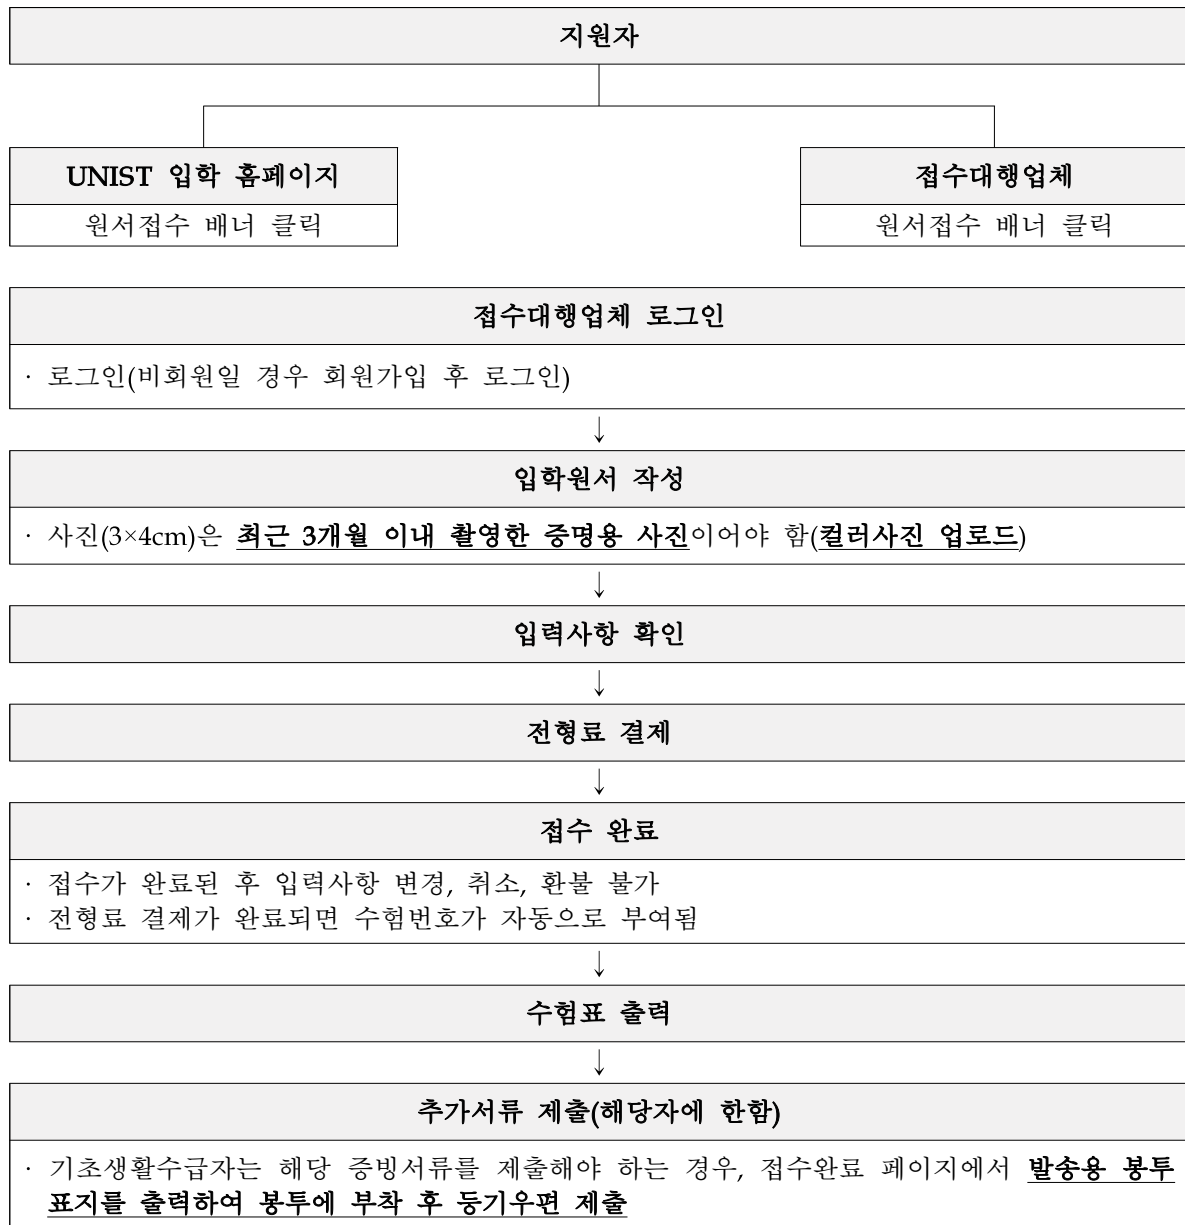 지원자
UNIST 입학 홈페이지
원서접수 배너 클릭
접수대행업체
원서접수 배너 클릭
접수대행업체 로그인
· 로그인(비회원일 경우 회원가입 후 로그인)
↓
입학원서 작성
· 사진(3×4cm)은 최근 3개월 이내 촬영한 증명용 사진이어야 함(컬러사진 업로드)
↓
입력사항 확인
↓
전형료 결제
↓
접수 완료
· 접수가 완료된 후 입력사항 변경, 취소, 환불 불가
· 전형료 결제가 완료되면 수험번호가 자동으로 부여됨
↓
수험표 출력
↓
추가서류 제출(해당자에 한함)
· 기초생활수급자는 해당 증빙서류를 제출해야 하는 경우, 접수완료 페이지에서 발송용 봉투
표지를 출력하여 봉투에 부착 후 등기우편 제출